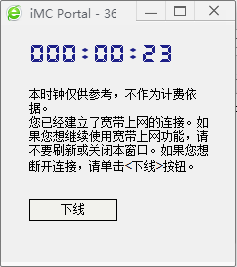 iMC Portal - 36
000:00:23
本时钟仅供参考，不作为计费依
据。
您已经建立了宽带上网的连接。如
果您想继续使用宽带上网功能，请
不要刷新或关闭本窗口。如果您想
断开连接，请单击<下线>按钮。
下线